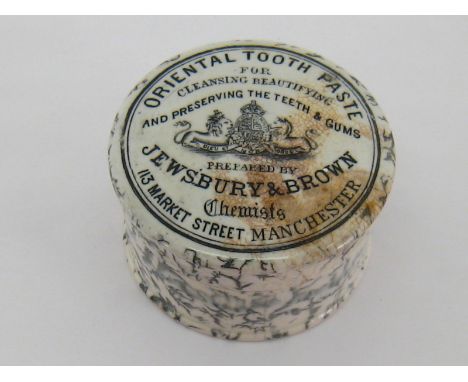 ORIENTAL TOOTH PASTE
FOR
CLEANSING BEAUTIFYING
AND PRESERVING THE TEETH & GUMS
PREPARED BY
JEWSBURY & BROWN
Chemists
113 MARKET STREET MANCHESTER